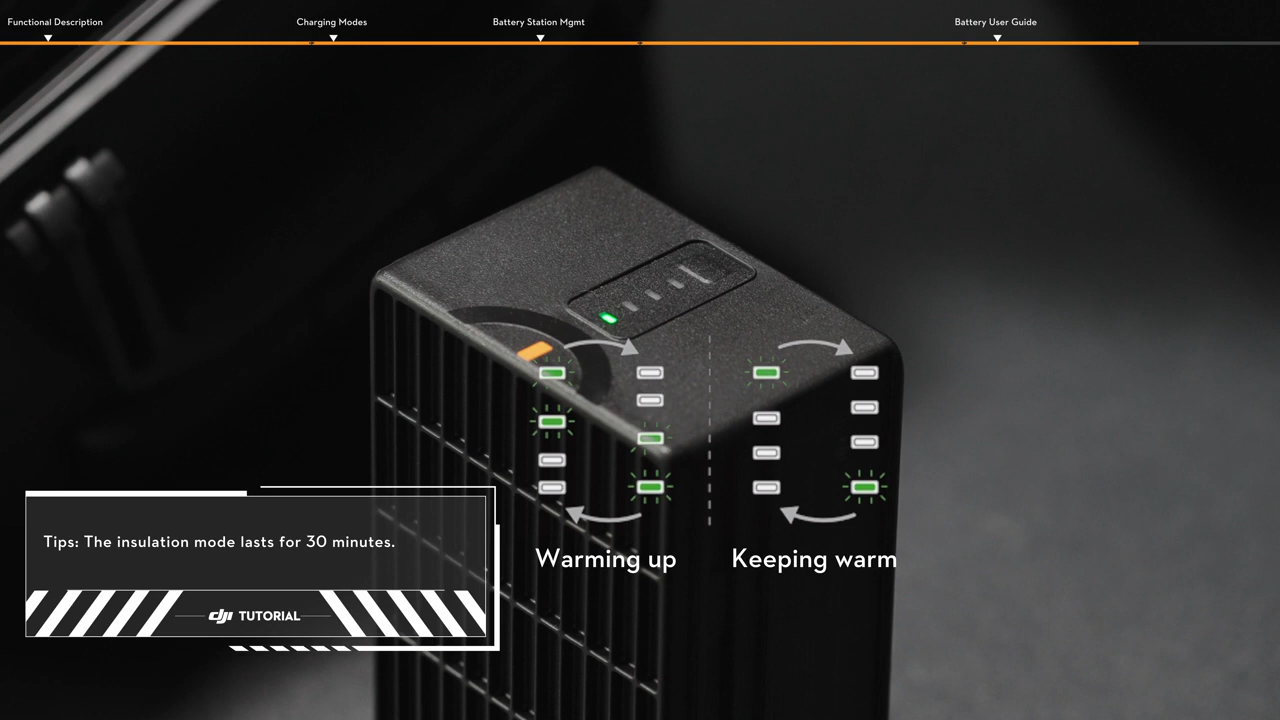 Functional Description
Charging Modes
Battery Station Mgmt
Battery User Guide
Warming up
Keeping warm
Tips: The insulation mode lasts for 30 minutes.
dji TUTORIAL